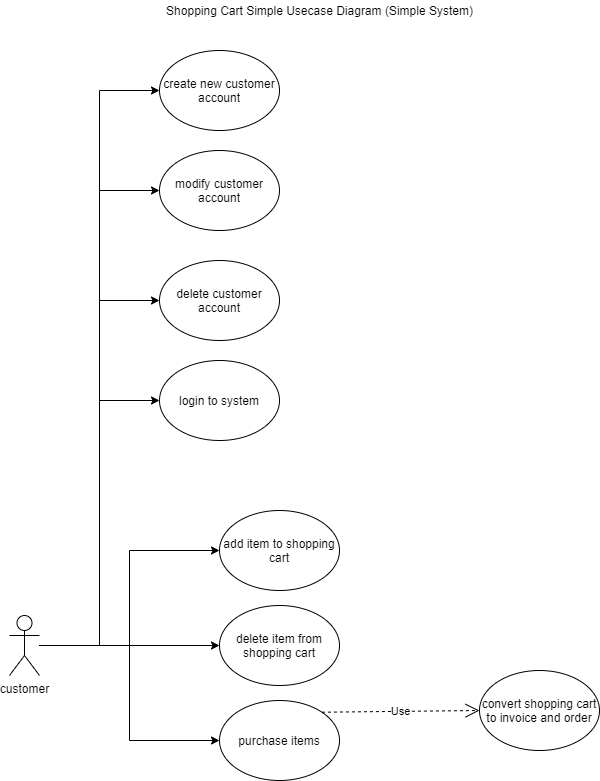 Shopping Cart Simple Usecase Diagram (Simple System)
create new customer
account
modify customer
account
delete customer
account
login to system
add item to shopping
cart
delete item from
shopping cart
customer
purchase items
Use
convert shopping cart
to invoice and order